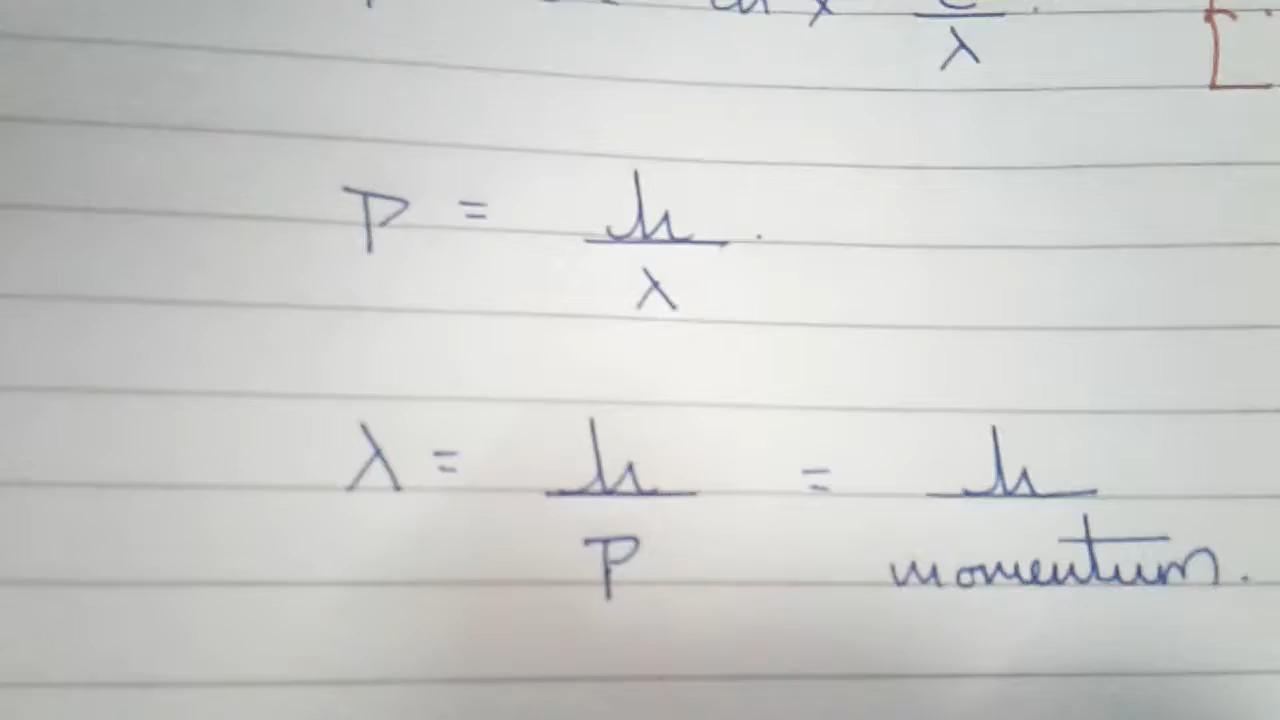 λ
P = h/λ .
λ = h/P = h/momentum.